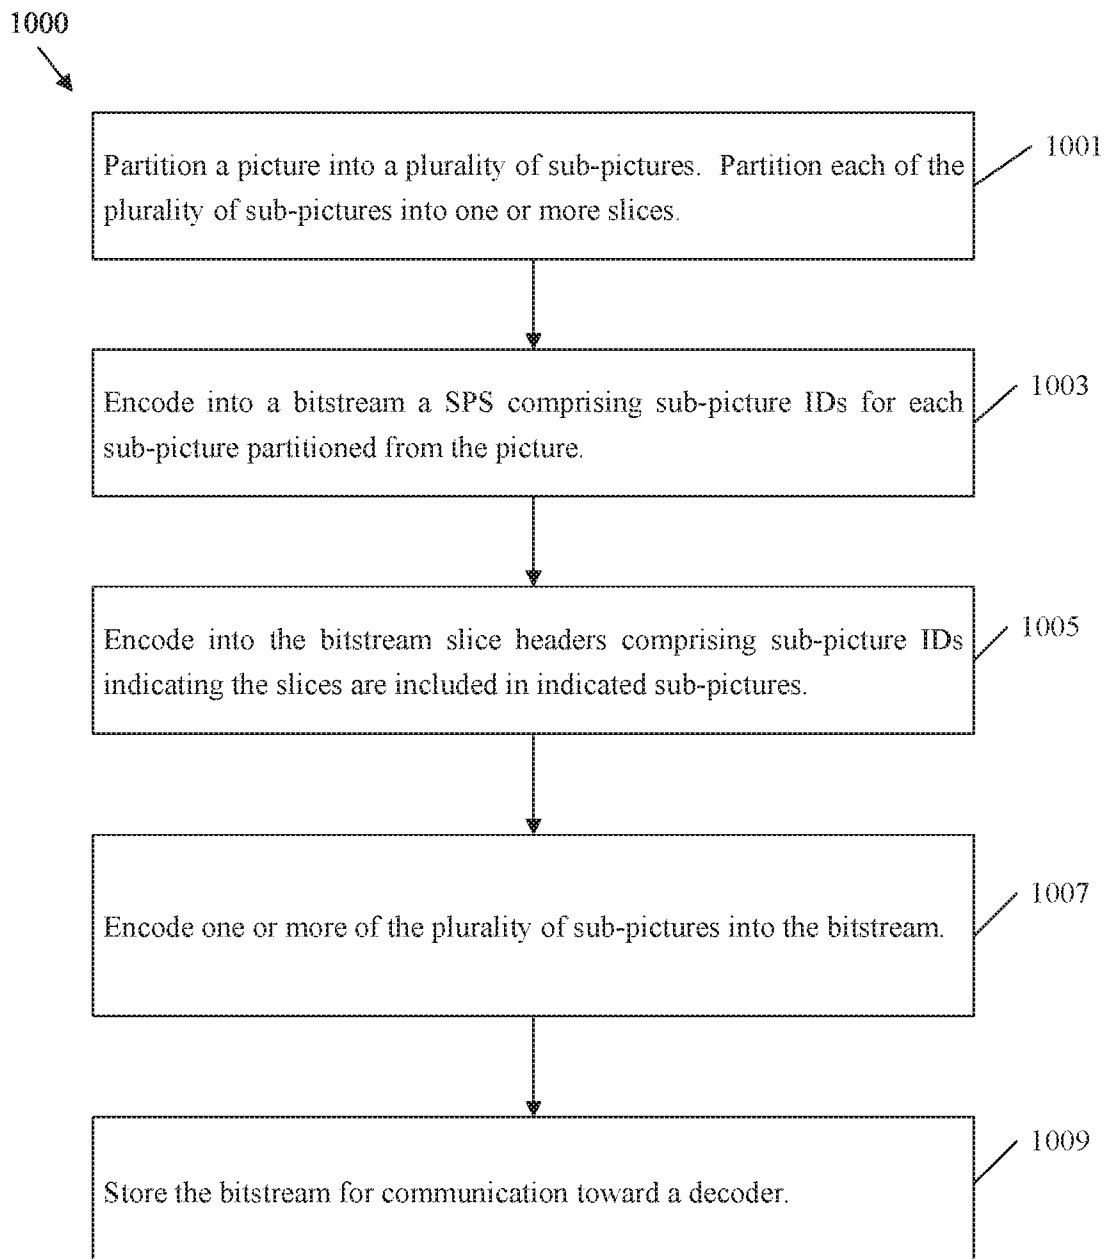 1000
Partition a picture into a plurality of sub-pictures. Partition each of the
1001
plurality of sub-pictures into one or more slices.
Encode into a bitstream a SPS comprising sub-picture IDs for each
1003
sub-picture partitioned from the picture.
Encode into the bitstream slice headers comprising sub-picture IDs
1005
indicating the slices are included in indicated sub-pictures.
1007
Encode one or more of the plurality of sub-pictures into the bitstream.
1009
Store the bitstream for communication toward a decoder.